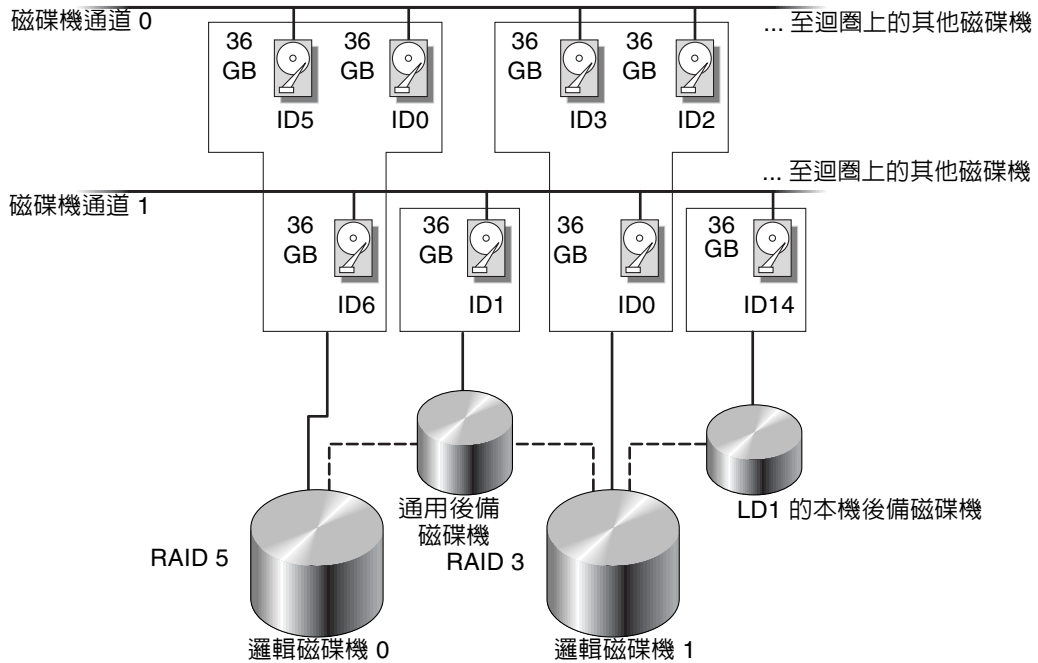 磁碟機通道 0
... 至迴圈上的其他磁碟機
36
GB
ID5
36
GB
ID0
36
GB
ID3
36
GB
ID2
... 至迴圈上的其他磁碟機
磁碟機通道 1
36
GB
ID6
36
GB
ID1
36
GB
ID0
36
GB
ID14
通用後備
磁碟機
LD1 的本機後備磁碟機
RAID 5
RAID 3
邏輯磁碟機 0
邏輯磁碟機 1